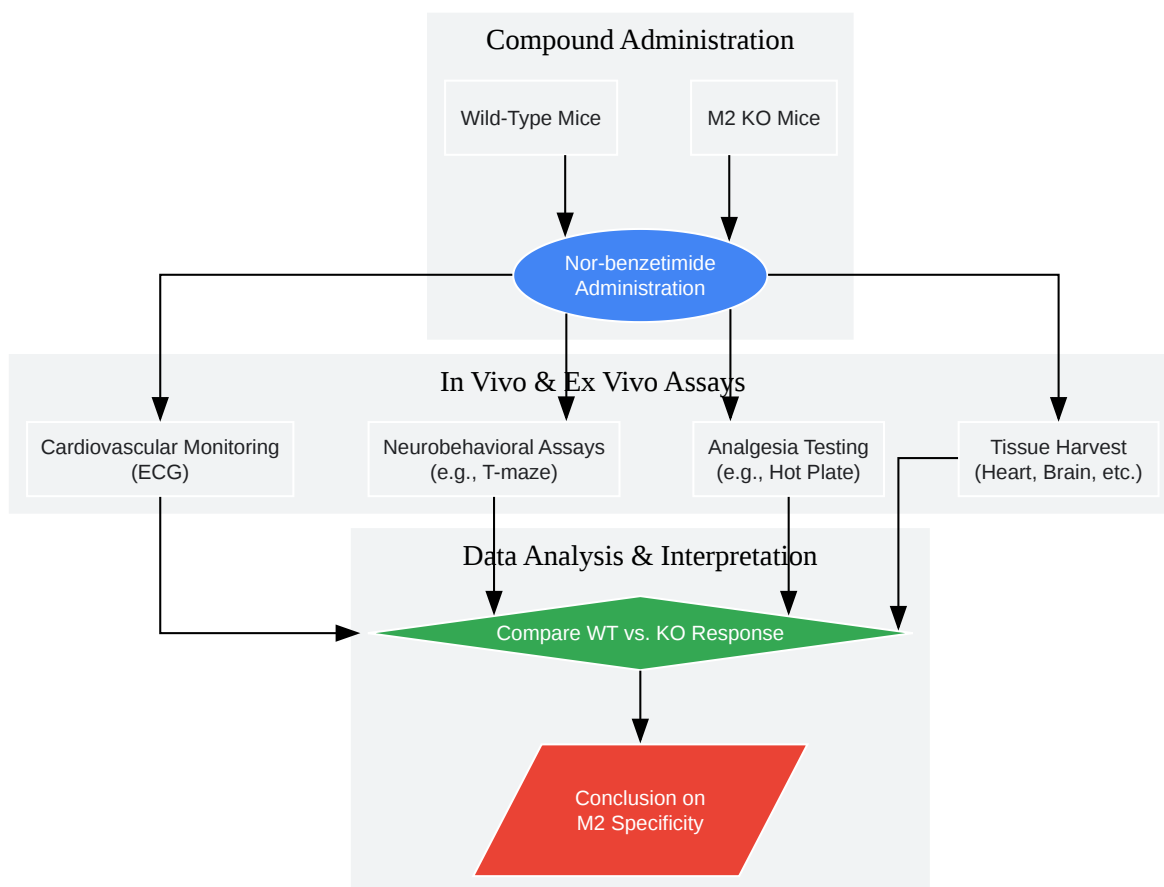 Compound Administration
Wild-Type Mice
M2 KO Mice
Nor-benzetimide
Administration
In Vivo & Ex Vivo Assays
Cardiovascular Monitoring
(ECG)
Neurobehavioral Assays
(e.g., T-maze)
Analgesia Testing
(e.g., Hot Plate)
Tissue Harvest
(Heart, Brain, etc.)
Data Analysis & Interpretation
Compare WT vs. KO Response
Conclusion on
M2 Specificity